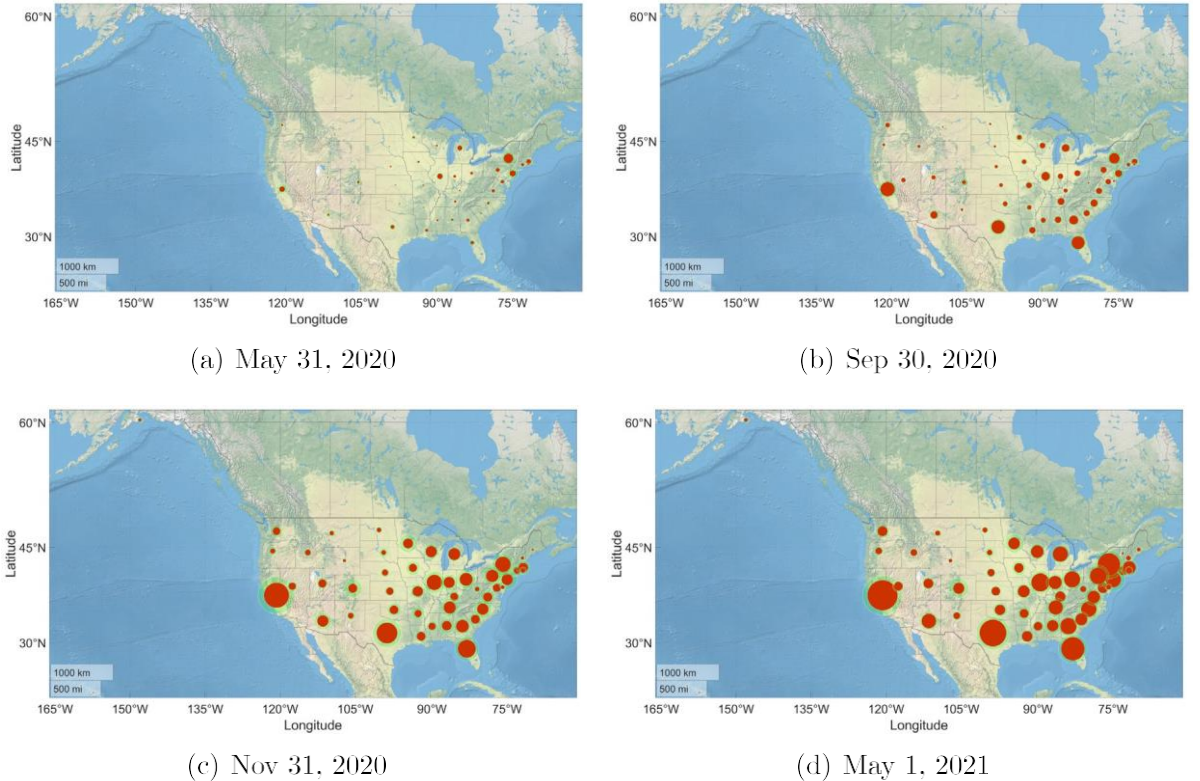 60°N
45°N
30°N
Latitude
1000 km
500 mi
165°W 150°W 135°W 120°W 105°W 90°W 75°W
Longitude
(a) May 31, 2020
60°N
45°N
30°N
Latitude
1000 km
500 mi
165°W 150°W 135°W 120°W 105°W 90°W 75°W
Longitude
(b) Sep 30, 2020
60°N
45°N
30°N
Latitude
1000 km
500 mi
165°W 150°W 135°W 120°W 105°W 90°W 75°W
Longitude
(c) Nov 31, 2020
60°N
45°N
30°N
Latitude
1000 km
500 mi
165°W 150°W 135°W 120°W 105°W 90°W 75°W
Longitude
(d) May 1, 2021